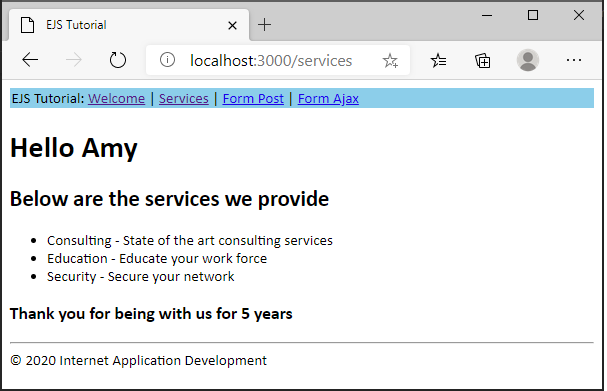 EJS Tutorial
localhost:3000/services
EJS Tutorial: Welcome | Services | Form Post | Form Ajax
Hello Amy
Below are the services we provide
• Consulting - State of the art consulting services
• Education - Educate your work force
• Security - Secure your network
Thank you for being with us for 5 years
© 2020 Internet Application Development